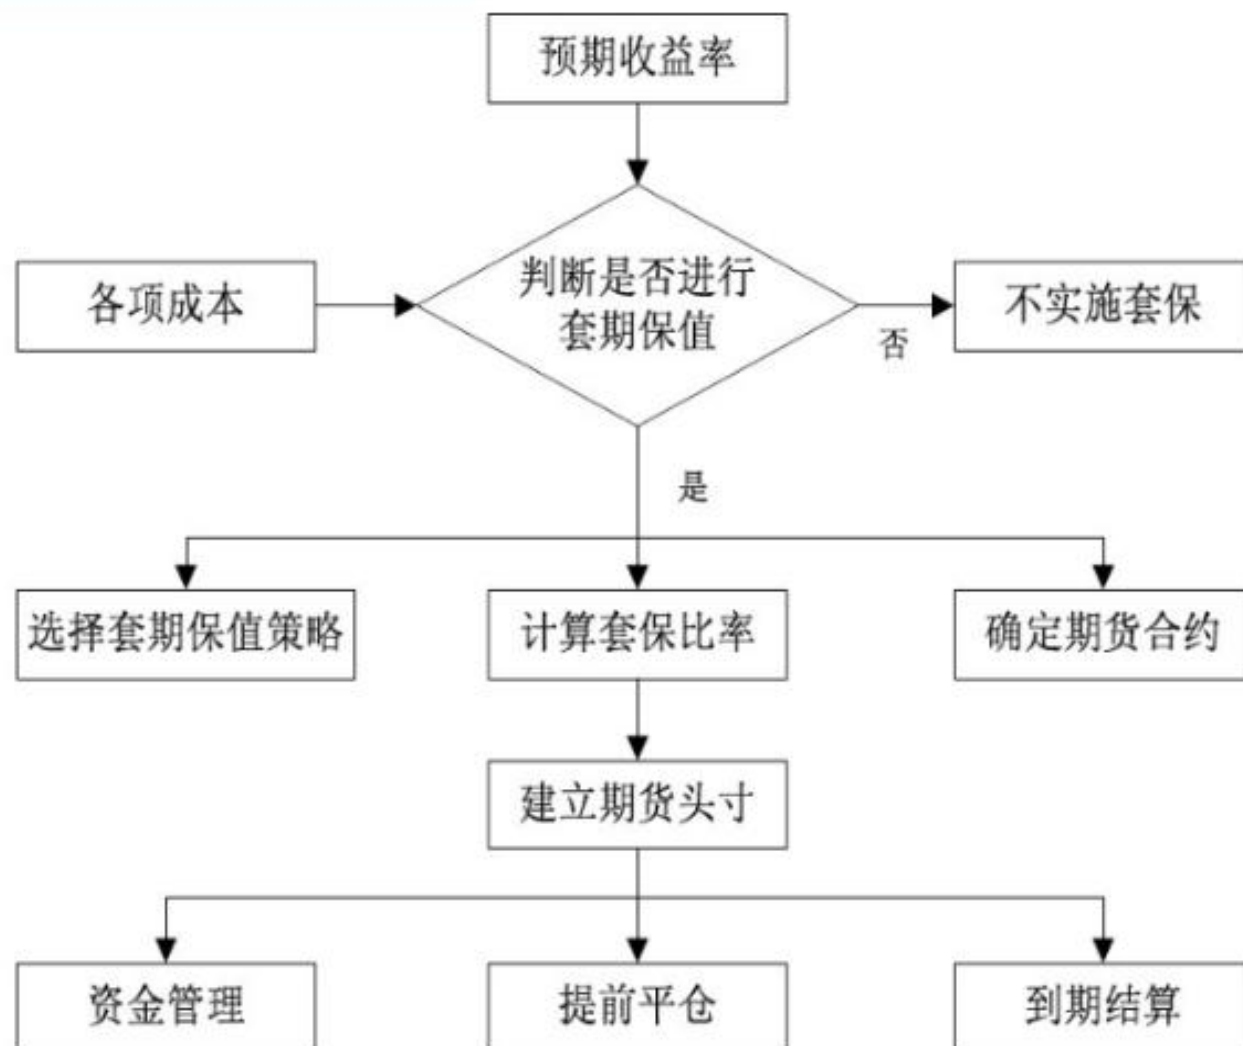 预期收益率
各项成本
判断是否进行
套期保值
否
不实施套保
是
选择套期保值策略
计算套保比率
确定期货合约
建立期货头寸
资金管理
提前平仓
到期结算